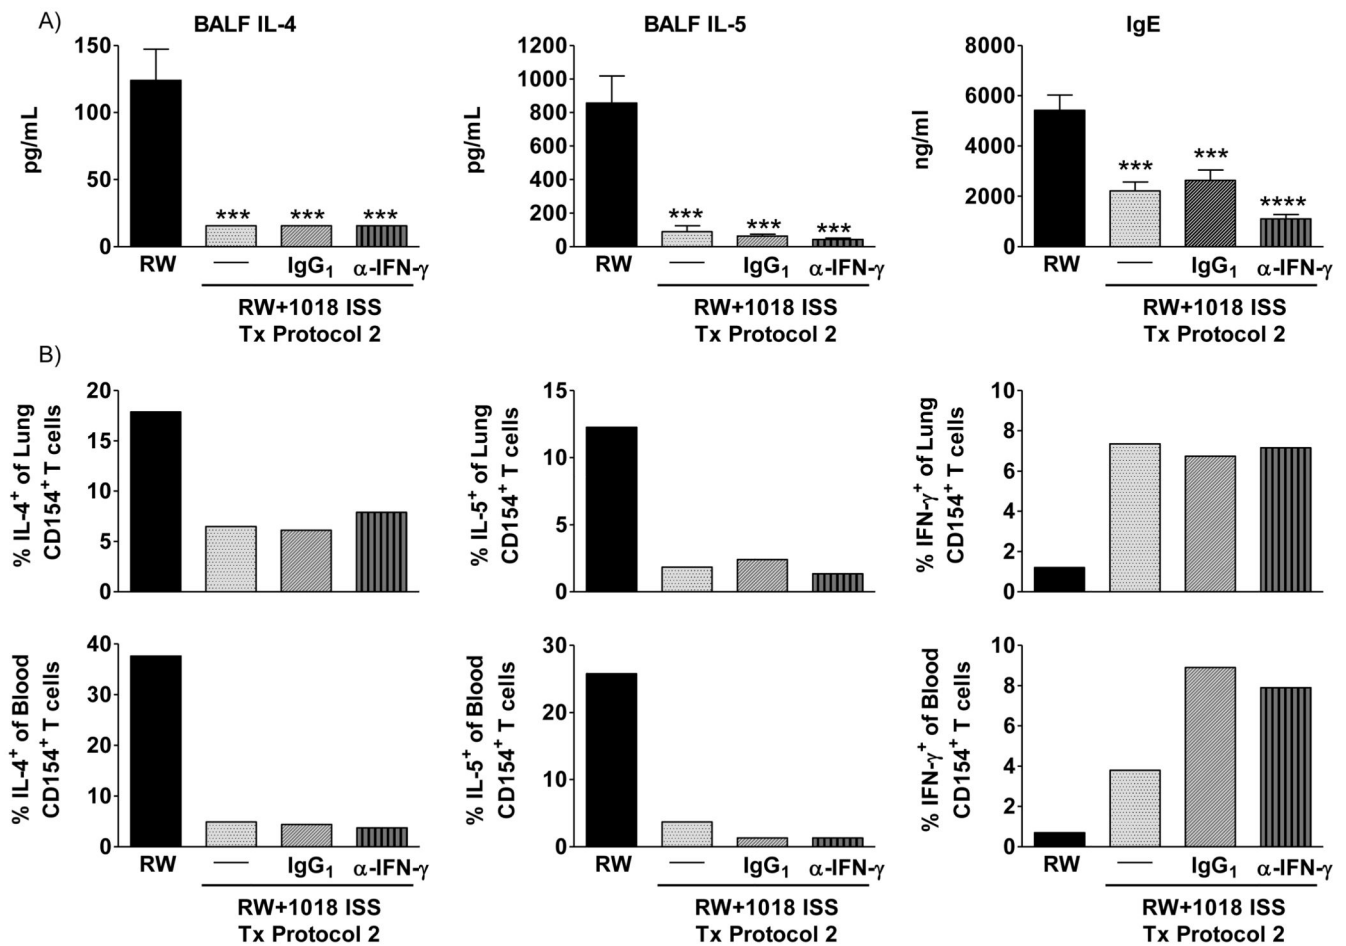 A)
BALF IL-4
BALF IL-5
IgE
pg/mL
150
100
50
0
***
***
***
RW
—
IgG1
α-IFN-γ
RW+1018 ISS
Tx Protocol 2
pg/mL
1200
1000
800
600
400
200
0
***
***
***
RW
—
IgG1
α-IFN-γ
RW+1018 ISS
Tx Protocol 2
ng/ml
8000
6000
4000
2000
0
***
***
****
RW
—
IgG1
α-IFN-γ
RW+1018 ISS
Tx Protocol 2
B)
% IL-4+ of Lung
CD154+ T cells
20
15
10
5
0
% IL-5+ of Lung
CD154+ T cells
15
10
5
0
% IFN-γ+ of Lung
CD154+ T cells
10
8
6
4
2
0
% IL-4+ of Blood
CD154+ T cells
40
30
20
10
0
RW
—
IgG1
α-IFN-γ
RW+1018 ISS
Tx Protocol 2
% IL-5+ of Blood
CD154+ T cells
30
20
10
0
RW
—
IgG1
α-IFN-γ
RW+1018 ISS
Tx Protocol 2
% IFN-γ+ of Blood
CD154+ T cells
10
8
6
4
2
0
RW
—
IgG1
α-IFN-γ
RW+1018 ISS
Tx Protocol 2